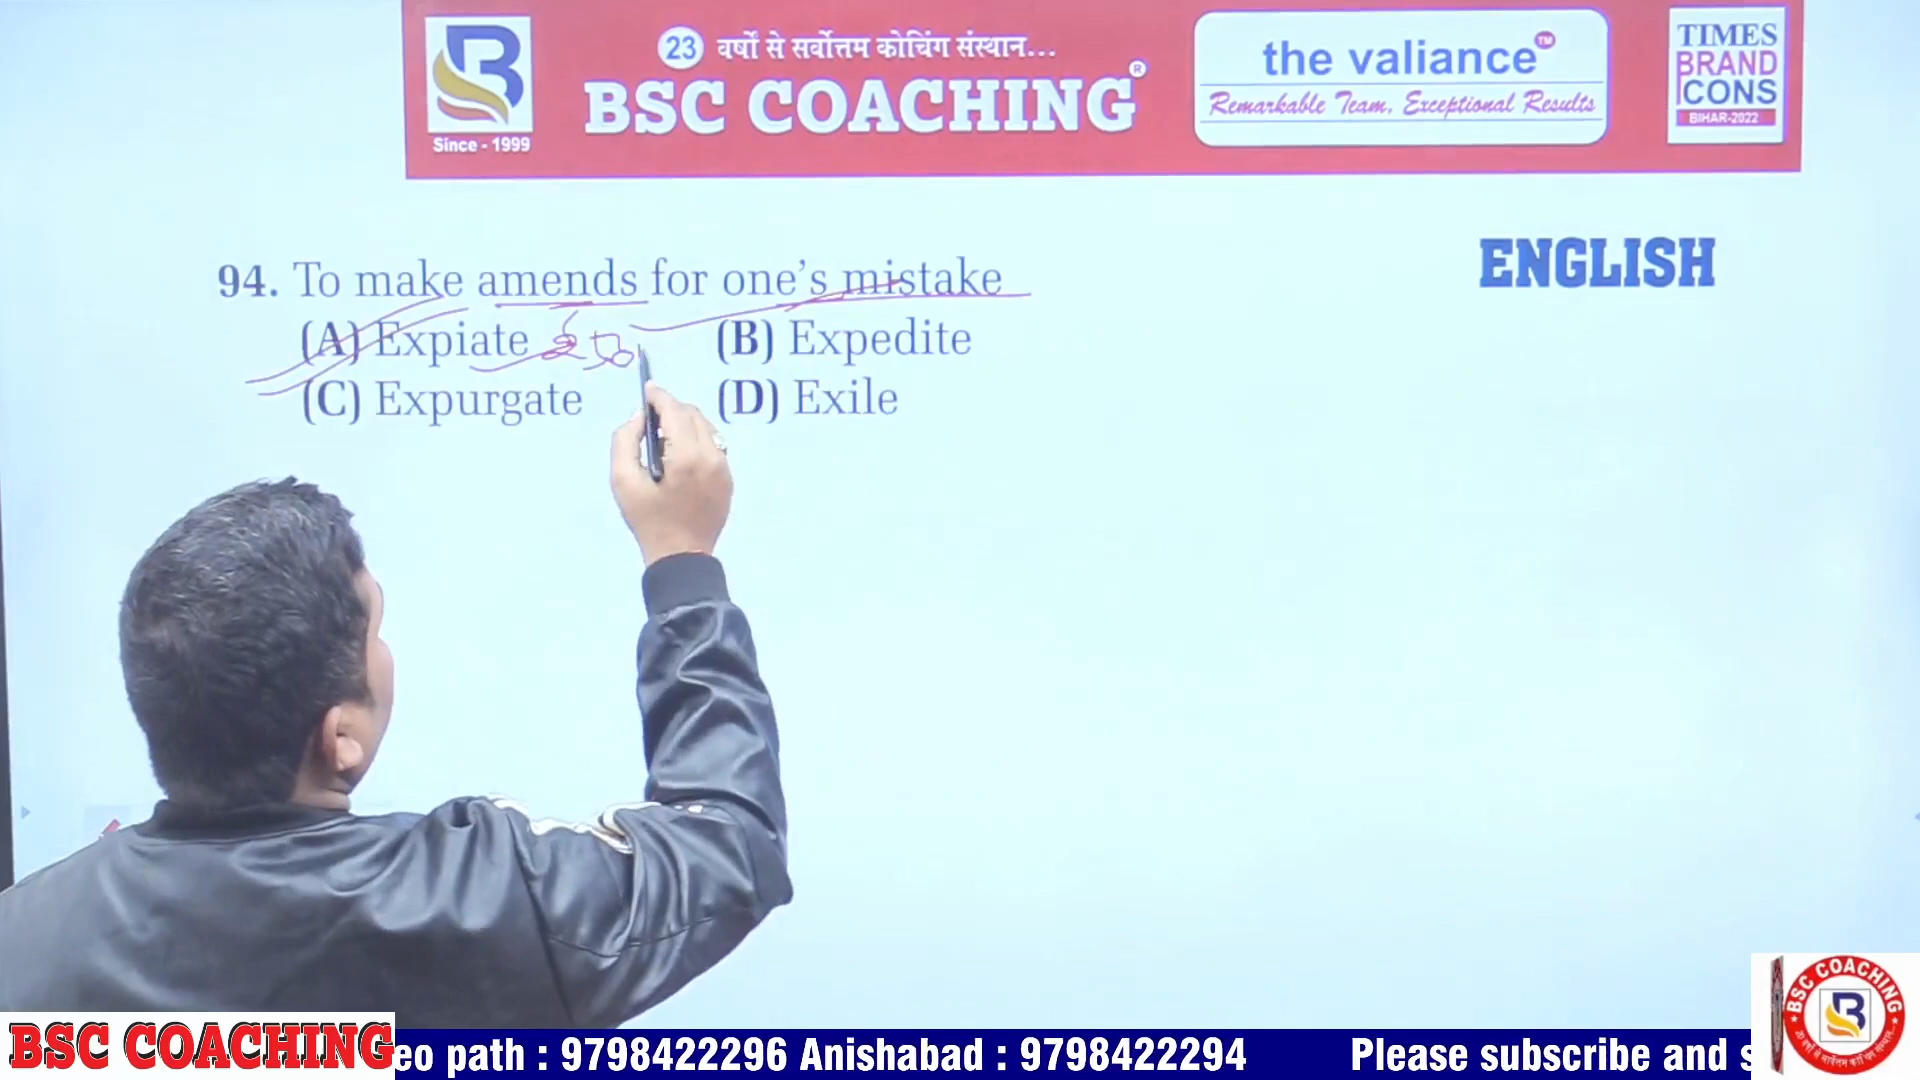 B
Since - 1999
23 वर्षों से सर्वोत्तम कोचिंग संस्थान...
BSC COACHING®
the valiance™
Remarkable Team, Exceptional Results
TIMES
BRAND
ICONS
BIHAR-2022
ENGLISH
94. To make amends for one's mistake
(A) Expiate
(B) Expedite
(C) Expurgate
(D) Exile
BSC COACHING
eo path : 9798422296 Anishabad : 9798422294
Please subscribe and s
BSC COACHING